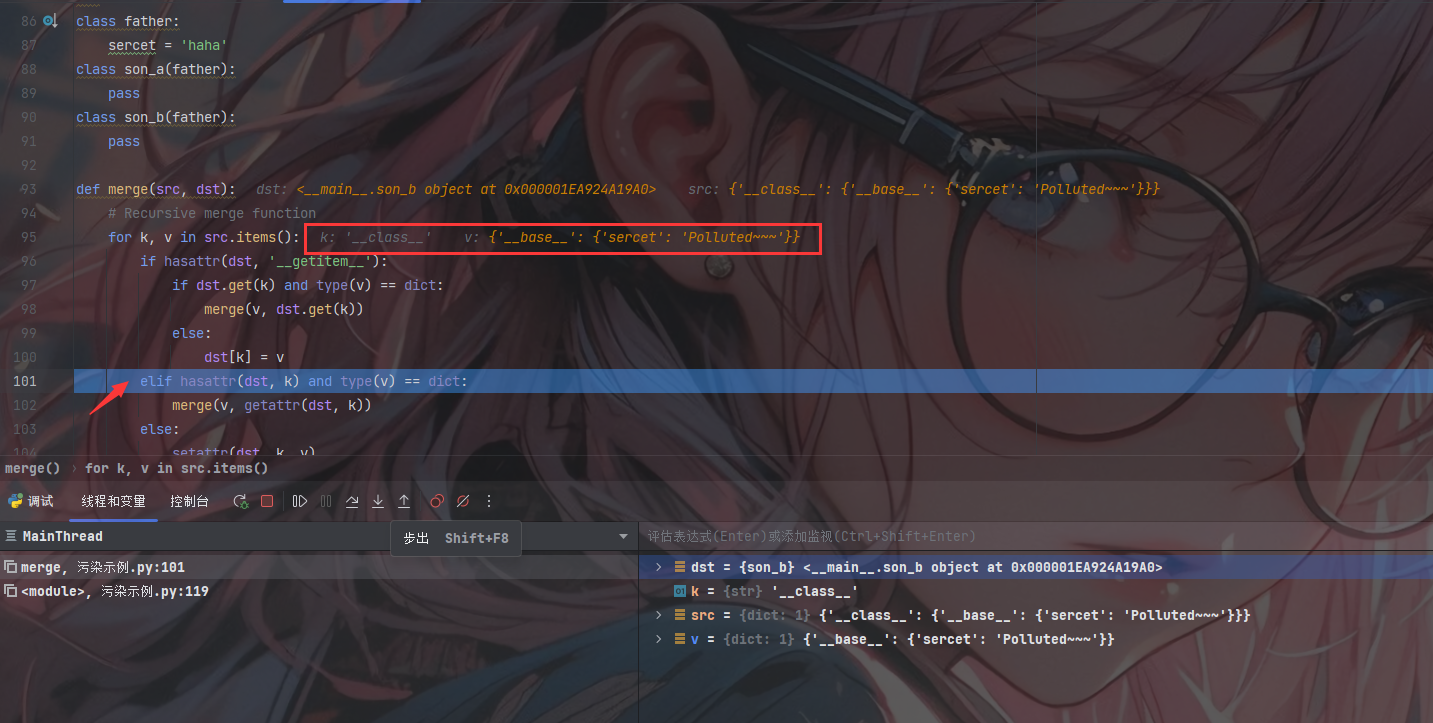 86 class father:
87 sercet = 'haha'
88 class son_a(father):
89 pass
90 class son_b(father):
91 pass
92
93 def merge(src, dst): dst: <__main__.son_b object at 0x000001EA924A19A0> src: {'__class__': {'__base__': {'sercet': 'Polluted~~~'}}}
94 # Recursive merge function
95 for k, v in src.items(): k: '__class__' v: {'__base__': {'sercet': 'Polluted~~~'}}
96 if hasattr(dst, '__getitem__'):
97 if dst.get(k) and type(v) == dict:
98 merge(v, dst.get(k))
99 else:
100 dst[k] = v
101 elif hasattr(dst, k) and type(v) == dict:
102 merge(v, getattr(dst, k))
103 else:
104 setattr(dst, k, v)
merge() › for k, v in src.items()
调试 线程和变量 控制台
MainThread
步出 Shift+F8
评估表达式(Enter)或添加监视(Ctrl+Shift+Enter)
merge, 污染示例.py:101
<module>, 污染示例.py:119
dst = {son_b} <__main__.son_b object at 0x000001EA924A19A0>
k = {str} '__class__'
src = {dict: 1} {'__class__': {'__base__': {'sercet': 'Polluted~~~'}}}
v = {dict: 1} {'__base__': {'sercet': 'Polluted~~~'}}